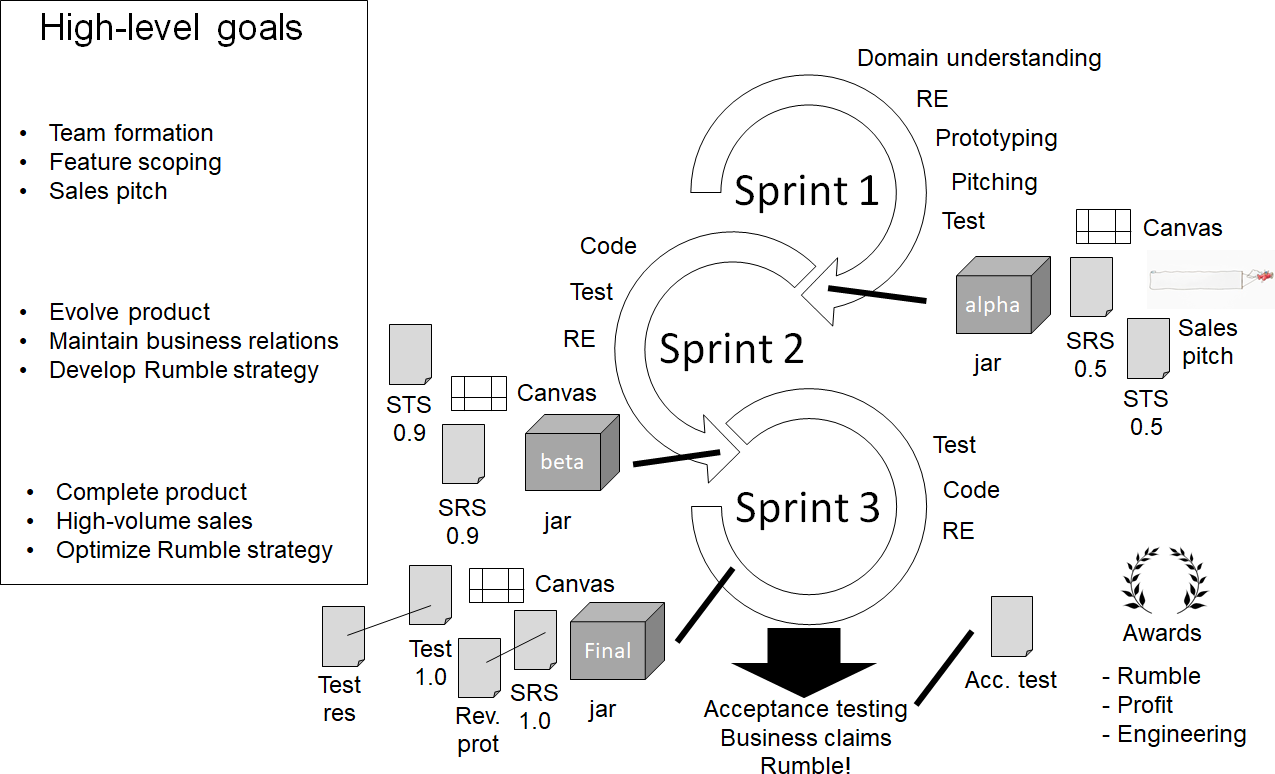 High-level goals
• Team formation
• Feature scoping
• Sales pitch
• Evolve product
• Maintain business relations
• Develop Rumble strategy
• Complete product
• High-volume sales
• Optimize Rumble strategy
Domain understanding
RE
Prototyping
Pitching
Test
Sprint 1
Canvas
alpha
jar
SRS
0.5
STS
0.5
Sales
pitch
Code
Test
RE
Sprint 2
STS
0.9
Canvas
SRS
0.9
beta
jar
Test
Code
RE
Sprint 3
Canvas
Test
res
Test
1.0
Rev.
prot
SRS
1.0
Final
jar
Acceptance testing
Business claims
Rumble!
Acc. test
Awards
- Rumble
- Profit
- Engineering